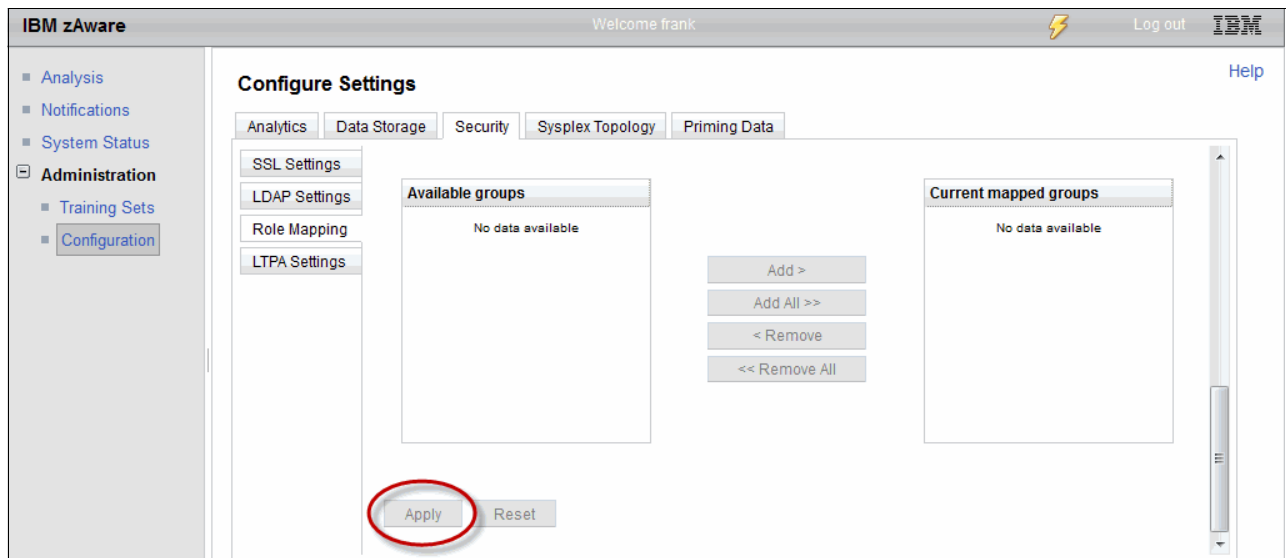 IBM zAware
Welcome frank
Log out
IBM
Analysis
Notifications
System Status
Administration
Training Sets
Configuration
Help
Configure Settings
Analytics
Data Storage
Security
Sysplex Topology
Priming Data
SSL Settings
LDAP Settings
Role Mapping
LTPA Settings
Available groups
No data available
Add >
Add All >>
< Remove
<< Remove All
Current mapped groups
No data available
Apply
Reset